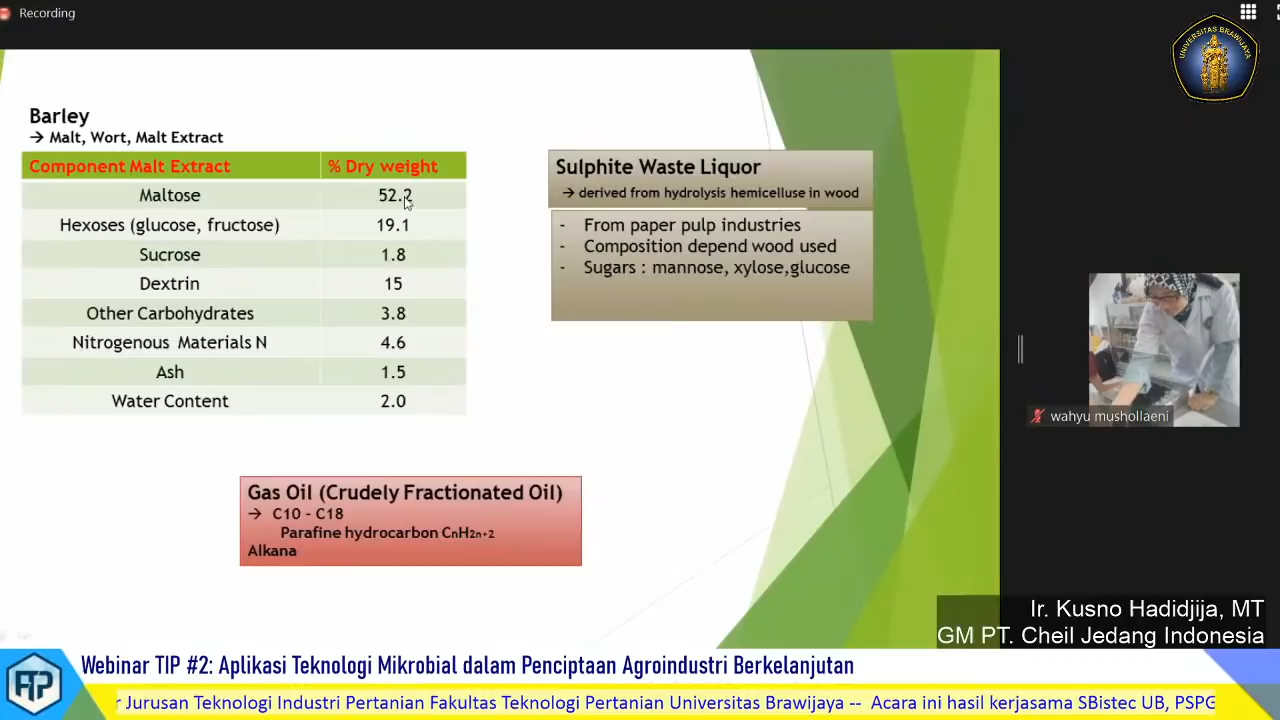 Recording
UNIVERSITAS BRAWIJAYA
Barley
→ Malt, Wort, Malt Extract
Component Malt Extract % Dry weight
Maltose 52.2
Hexoses (glucose, fructose) 19.1
Sucrose 1.8
Dextrin 15
Other Carbohydrates 3.8
Nitrogenous Materials N 4.6
Ash 1.5
Water Content 2.0
Sulphite Waste Liquor
→ derived from hydrolysis hemicelluse in wood
- From paper pulp industries
- Composition depend wood used
- Sugars : mannose, xylose,glucose
Gas Oil (Crudely Fractionated Oil)
→ C10 - C18
Parafine hydrocarbon CnH2n+2
Alkana
wahyu mushollaeni
Ir. Kusno Hadidjija, MT
GM PT. Cheil Jedang Indonesia
Webinar TIP #2: Aplikasi Teknologi Mikrobial dalam Penciptaan Agroindustri Berkelanjutan
r Jurusan Teknologi Industri Pertanian Fakultas Teknologi Pertanian Universitas Brawijaya -- Acara ini hasil kerjasama SBistec UB, PSPG